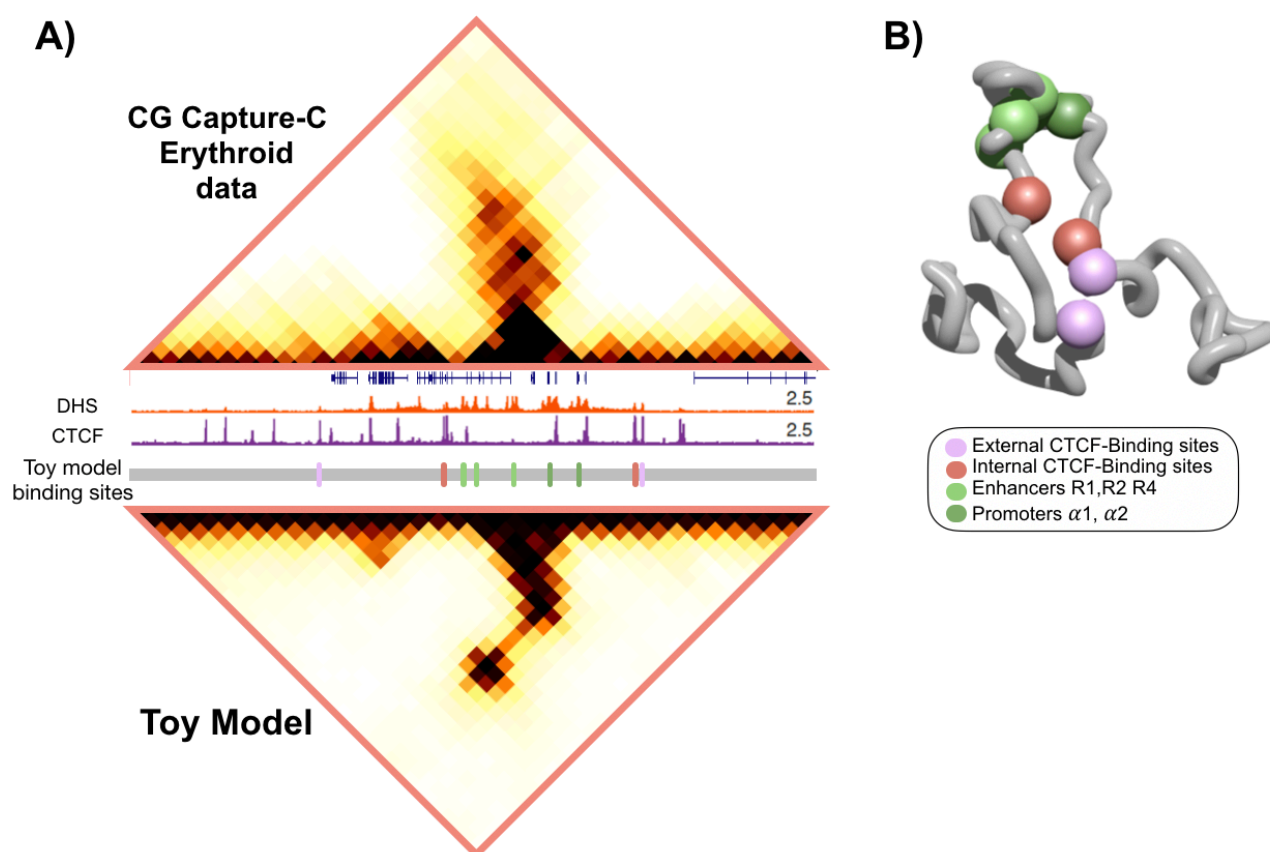 A)
B)
CG Capture-C
Erythroid
data
DHS
2.5
CTCF
2.5
Toy model
binding sites
Toy Model
External CTCF-Binding sites
Internal CTCF-Binding sites
Enhancers R1,R2 R4
Promoters α1, α2